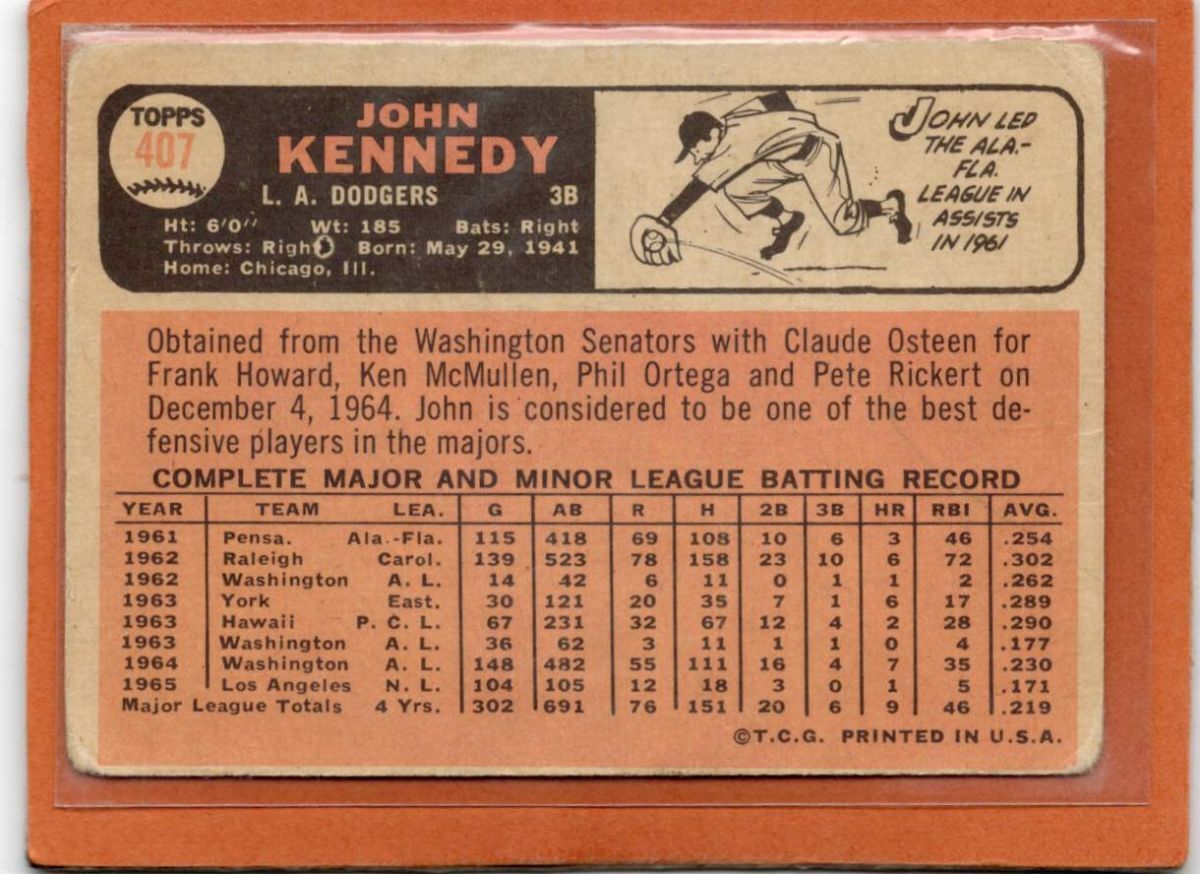 TOPPS
407
JOHN
KENNEDY
L. A. DODGERS 3B
Ht: 6'0" Wt: 185 Bats: Right
Throws: Right Born: May 29, 1941
Home: Chicago, Ill.
JOHN LED
THE ALA.-
FLA.
LEAGUE IN
ASSISTS
IN 1961
Obtained from the Washington Senators with Claude Osteen for
Frank Howard, Ken McMullen, Phil Ortega and Pete Rickert on
December 4, 1964. John is considered to be one of the best de-
fensive players in the majors.
COMPLETE MAJOR AND MINOR LEAGUE BATTING RECORD
YEAR TEAM LEA. G AB R H 2B 3B HR RBI AVG.
1961 Pensa. Ala.-Fla. 115 418 69 108 10 6 3 46 .254
1962 Raleigh Carol. 139 523 78 158 23 10 6 72 .302
1962 Washington A. L. 14 42 6 11 0 1 1 2 .262
1963 York East. 30 121 20 35 7 1 6 17 .289
1963 Hawaii P. C. L. 67 231 32 67 12 4 2 28 .290
1963 Washington A. L. 36 62 3 11 1 1 0 4 .177
1964 Washington A. L. 148 482 55 111 16 4 7 35 .230
1965 Los Angeles N. L. 104 105 12 18 3 0 1 5 .171
Major League Totals 4 Yrs. 302 691 76 151 20 6 9 46 .219
©T.C.G. PRINTED IN U.S.A.